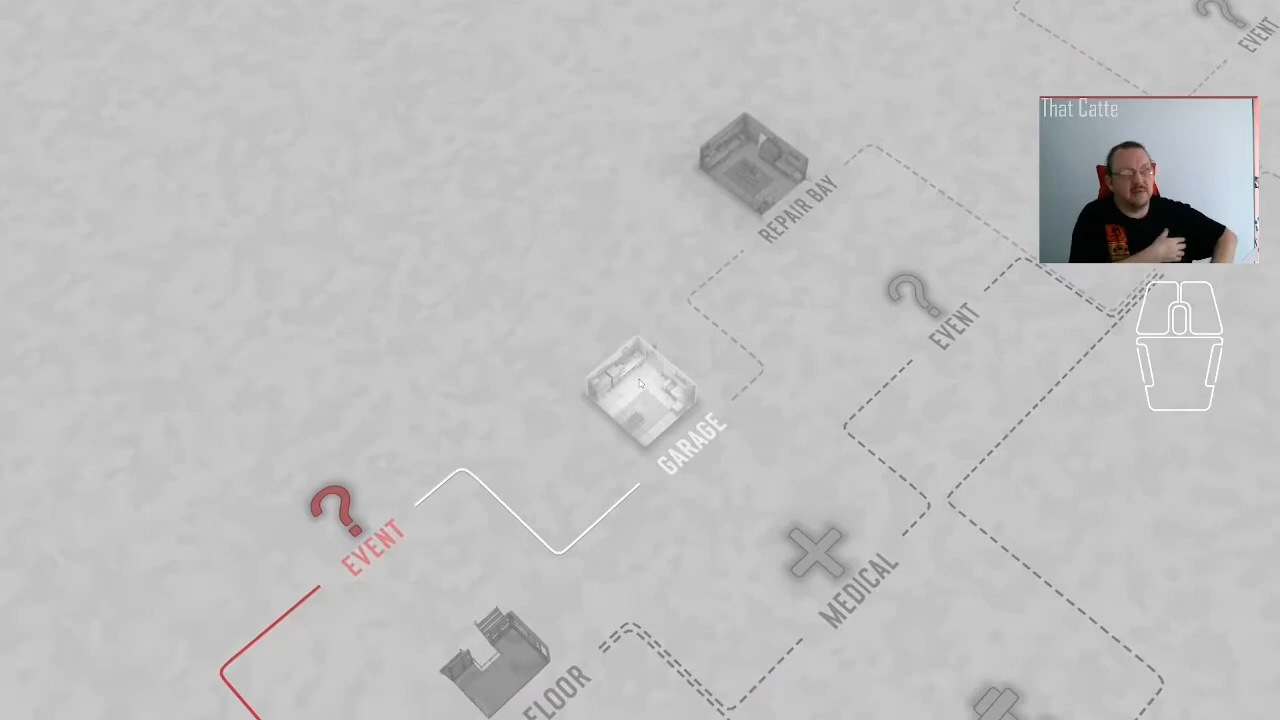 EVENT
That Catte
REPAIR BAY
EVENT
GARAGE
EVENT
MEDICAL
FLOOR